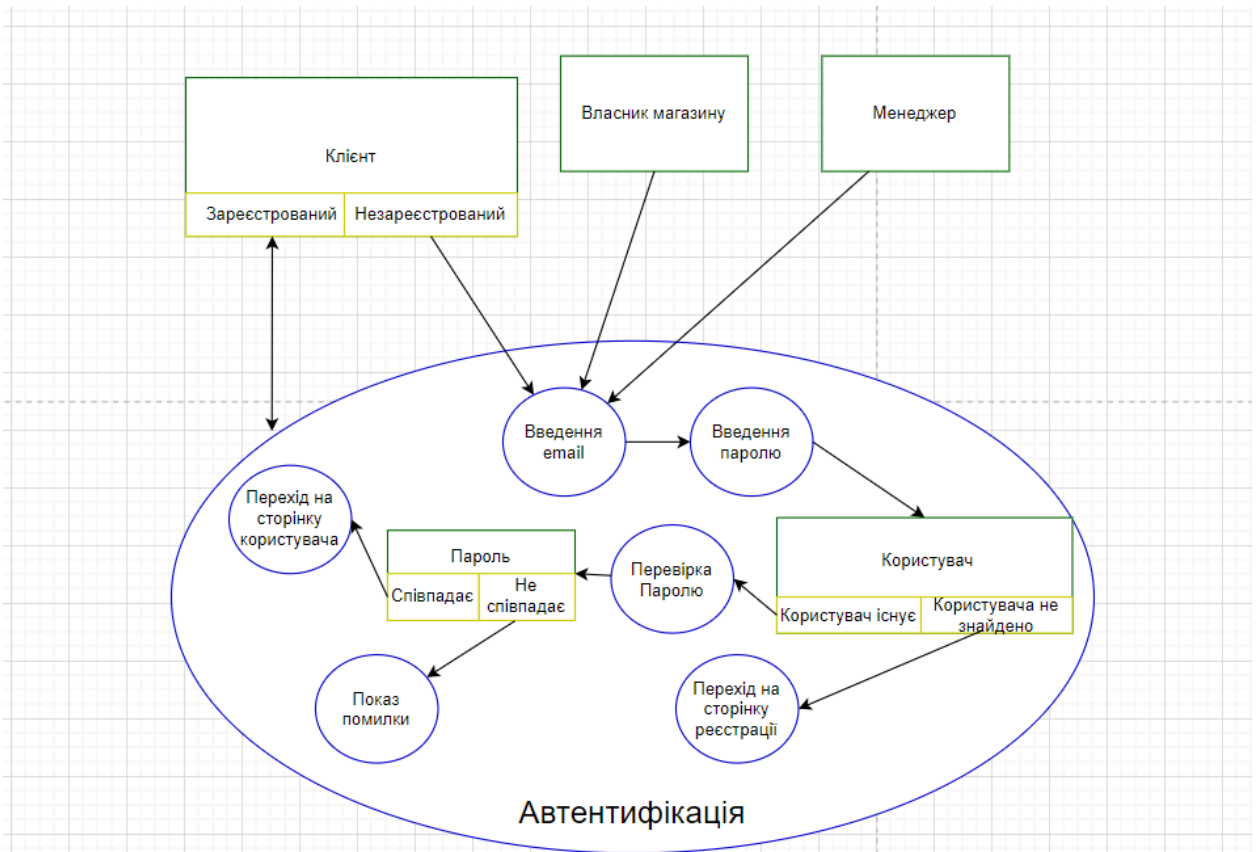 Клієнт
Зареєстрований
Незареєстрований
Власник магазину
Менеджер
Введення
email
Введення
паролю
Перехід на
сторінку
користувача
Пароль
Співпадає
Не
співпадає
Перевірка
Паролю
Користувач
Користувач існує
Користувача не
знайдено
Показ
помилки
Перехід на
сторінку
реєстрації
Автентифікація